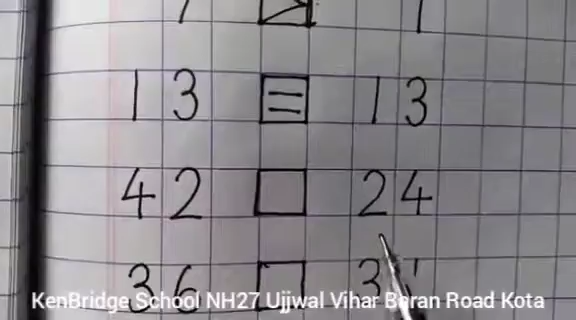 13 = 13
42 □ 24
36 □
KenBridge School NH27 Ujjwal Vihar Baran Road Kota